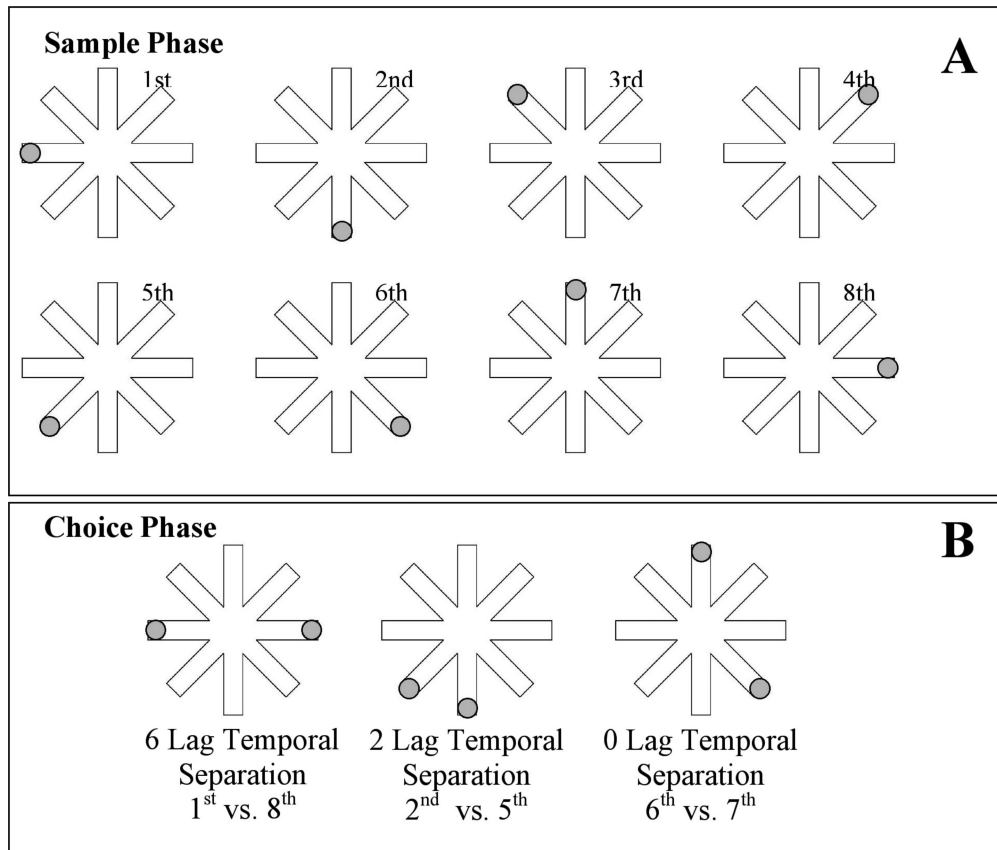 Sample Phase
A
1st
2nd
3rd
4th
5th
6th
7th
8th
Choice Phase
B
6 Lag Temporal
Separation
1st vs. 8th
2 Lag Temporal
Separation
2nd vs. 5th
0 Lag Temporal
Separation
6th vs. 7th